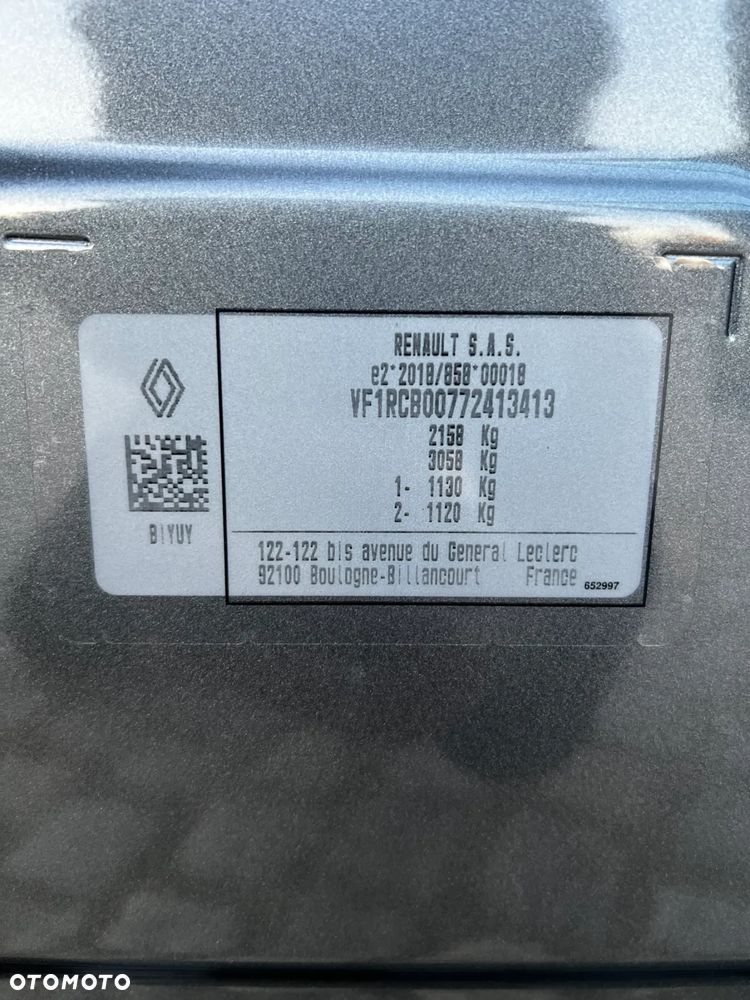 RENAULT S.A.S.
e2*2018/858*00018
VF1RCB00772413413
2158 Kg
3058 Kg
1- 1130 Kg
2- 1120 Kg
BIYUY
122-122 bis avenue du General Leclerc
92100 Boulogne-Billancourt France
652997
OTOMOTO